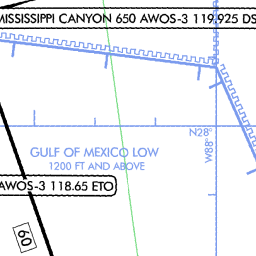 MISSISSIPPI CANYON 650 AWOS-3 119.925 DS
N28°
W88°
GULF OF MEXICO LOW
1200 FT AND ABOVE
AWOS-3 118.65 ETO
60